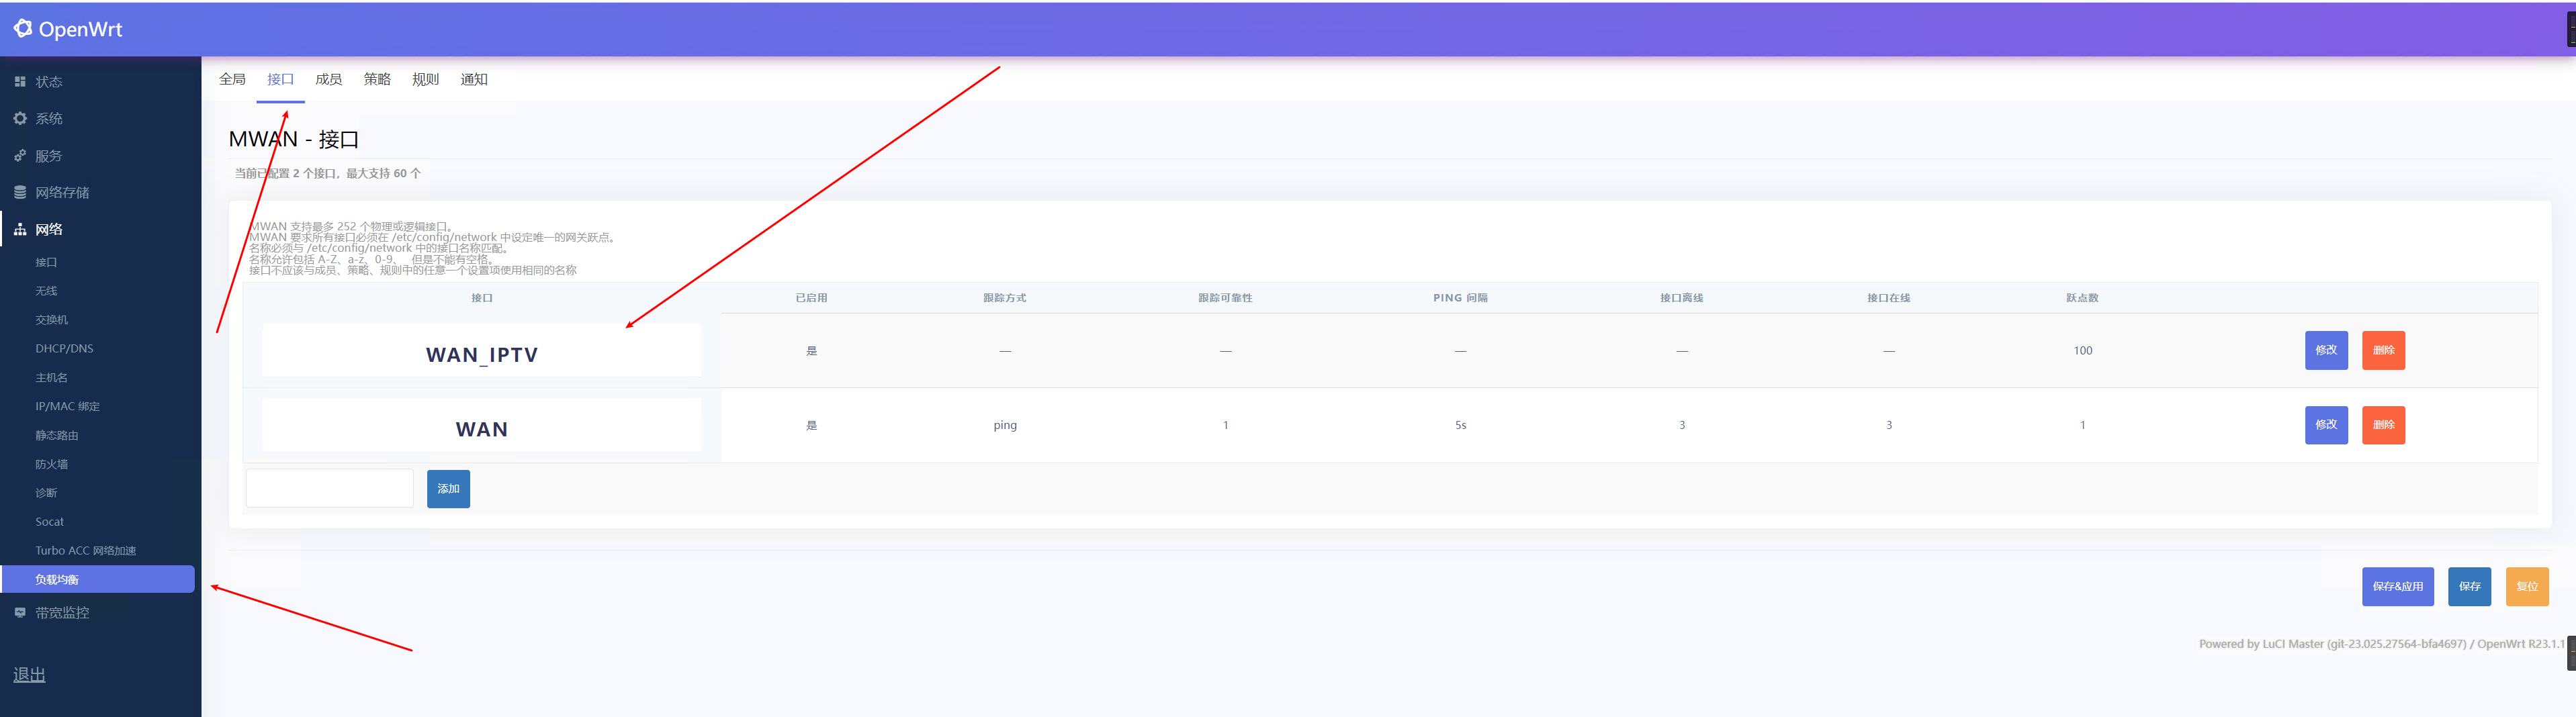 OpenWrt
状态
系统
服务
网络存储
网络
接口
无线
交换机
DHCP/DNS
主机名
IP/MAC 绑定
静态路由
防火墙
诊断
Socat
Turbo ACC 网络加速
负载均衡
带宽监控
退出
全局 接口 成员 策略 规则 通知
MWAN - 接口
当前已配置 2 个接口，最大支持 60 个
MWAN 支持最多 252 个物理或逻辑接口。
MWAN 要求所有接口必须在 /etc/config/network 中设定唯一的网关跃点。
名称必须与 /etc/config/network 中的接口名称匹配。
名称允许包括 A-Z、a-z、0-9、 但是不能有空格。
接口不应该与成员、策略、规则中的任意一个设置项使用相同的名称
接口 已启用 跟踪方式 跟踪可靠性 PING 间隔 接口离线 接口在线 跃点数
WAN_IPTV 是 — — — — — 100 修改 删除
WAN 是 ping 1 5s 3 3 1 修改 删除
添加
保存&应用 保存 复位
Powered by LuCI Master (git-23.025.27564-bfa4697) / OpenWrt R23.1.1